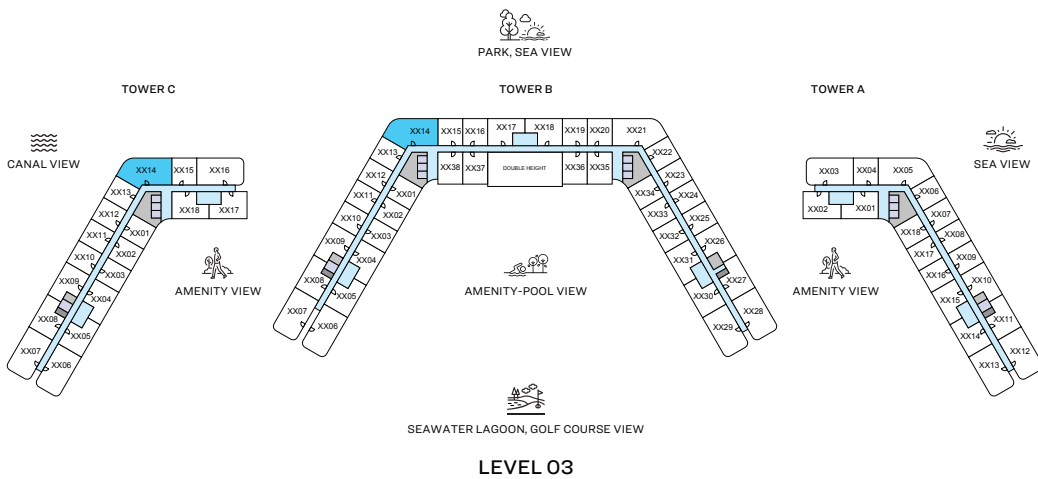 PARK, SEA VIEW
TOWER C
TOWER B
TOWER A
CANAL VIEW
SEA VIEW
XX14
XX15
XX16
XX13
XX12
XX11
XX10
XX09
XX08
XX07
XX18
XX17
XX01
XX02
XX03
XX04
XX05
XX06
AMENITY VIEW
XX14
XX15
XX16
XX17
XX18
XX19
XX20
XX21
XX13
XX12
XX11
XX10
XX09
XX08
XX07
XX38
XX37
DOUBLE HEIGHT
XX36
XX35
XX01
XX02
XX03
XX04
XX05
XX06
XX22
XX23
XX24
XX25
XX26
XX27
XX28
XX34
XX33
XX32
XX31
XX30
XX29
AMENITY-POOL VIEW
XX03
XX04
XX05
XX02
XX01
XX06
XX07
XX08
XX09
XX10
XX11
XX12
XX18
XX17
XX16
XX15
XX14
XX13
AMENITY VIEW
SEAWATER LAGOON, GOLF COURSE VIEW
LEVEL 03